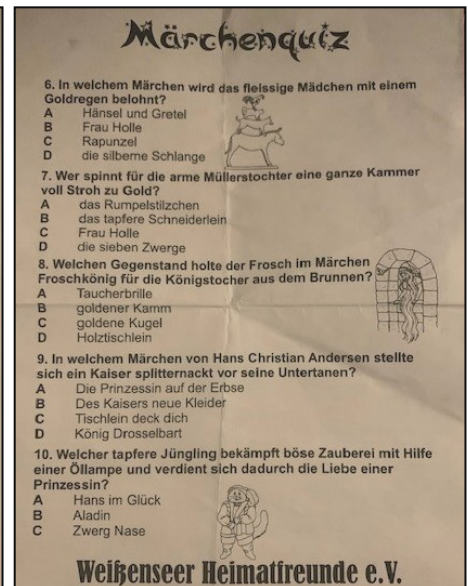 Märchenquiz
6. In welchem Märchen wird das fleissige Mädchen mit einem
Goldregen belohnt?
A Hänsel und Gretel
B Frau Holle
C Rapunzel
D die silberne Schlange
7. Wer spinnt für die arme Müllerstochter eine ganze Kammer
voll Stroh zu Gold?
A das Rumpelstilzchen
B das tapfere Schneiderlein
C Frau Holle
D die sieben Zwerge
8. Welchen Gegenstand holte der Frosch im Märchen
Froschkönig für die Königstocher aus dem Brunnen?
A Taucherbrille
B goldener Kamm
C goldene Kugel
D Holztischlein
9. In welchem Märchen von Hans Christian Andersen stellte
sich ein Kaiser splitternackt vor seine Untertanen?
A Die Prinzessin auf der Erbse
B Des Kaisers neue Kleider
C Tischlein deck dich
D König Drosselbart
10. Welcher tapfere Jüngling bekämpft böse Zauberei mit Hilfe
einer Öllampe und verdient sich dadurch die Liebe einer
Prinzessin?
A Hans im Glück
B Aladin
C Zwerg Nase
Weißenseer Heimatfreunde e.V.